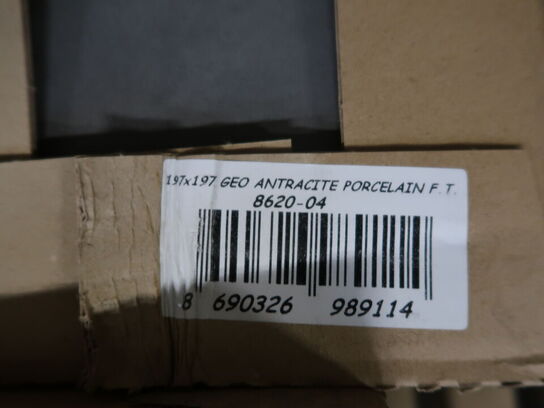 197x197 GEO ANTRACITE PORCELAIN F.T.
8620-04
8 690326 989114